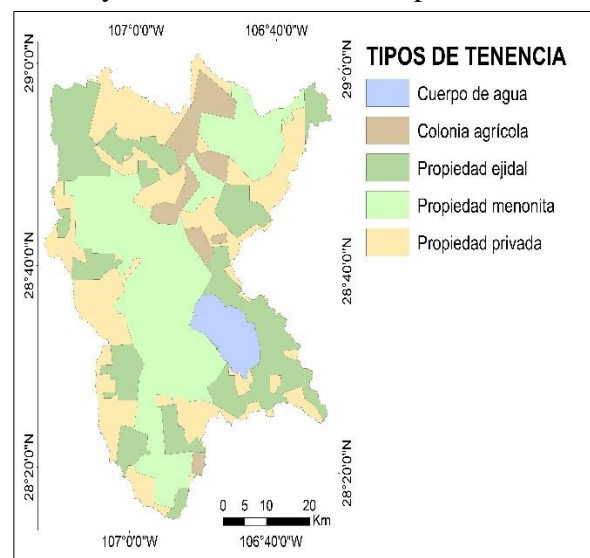 107°0'0"W 106°40'0"W
29°0'0"N
29°0'0"N
TIPOS DE TENENCIA
Cuerpo de agua
Colonia agrícola
Propiedad ejidal
Propiedad menonita
Propiedad privada
28°40'0"N
28°40'0"N
28°20'0"N
28°20'0"N
0 5 10 20
Km
107°0'0"W 106°40'0"W